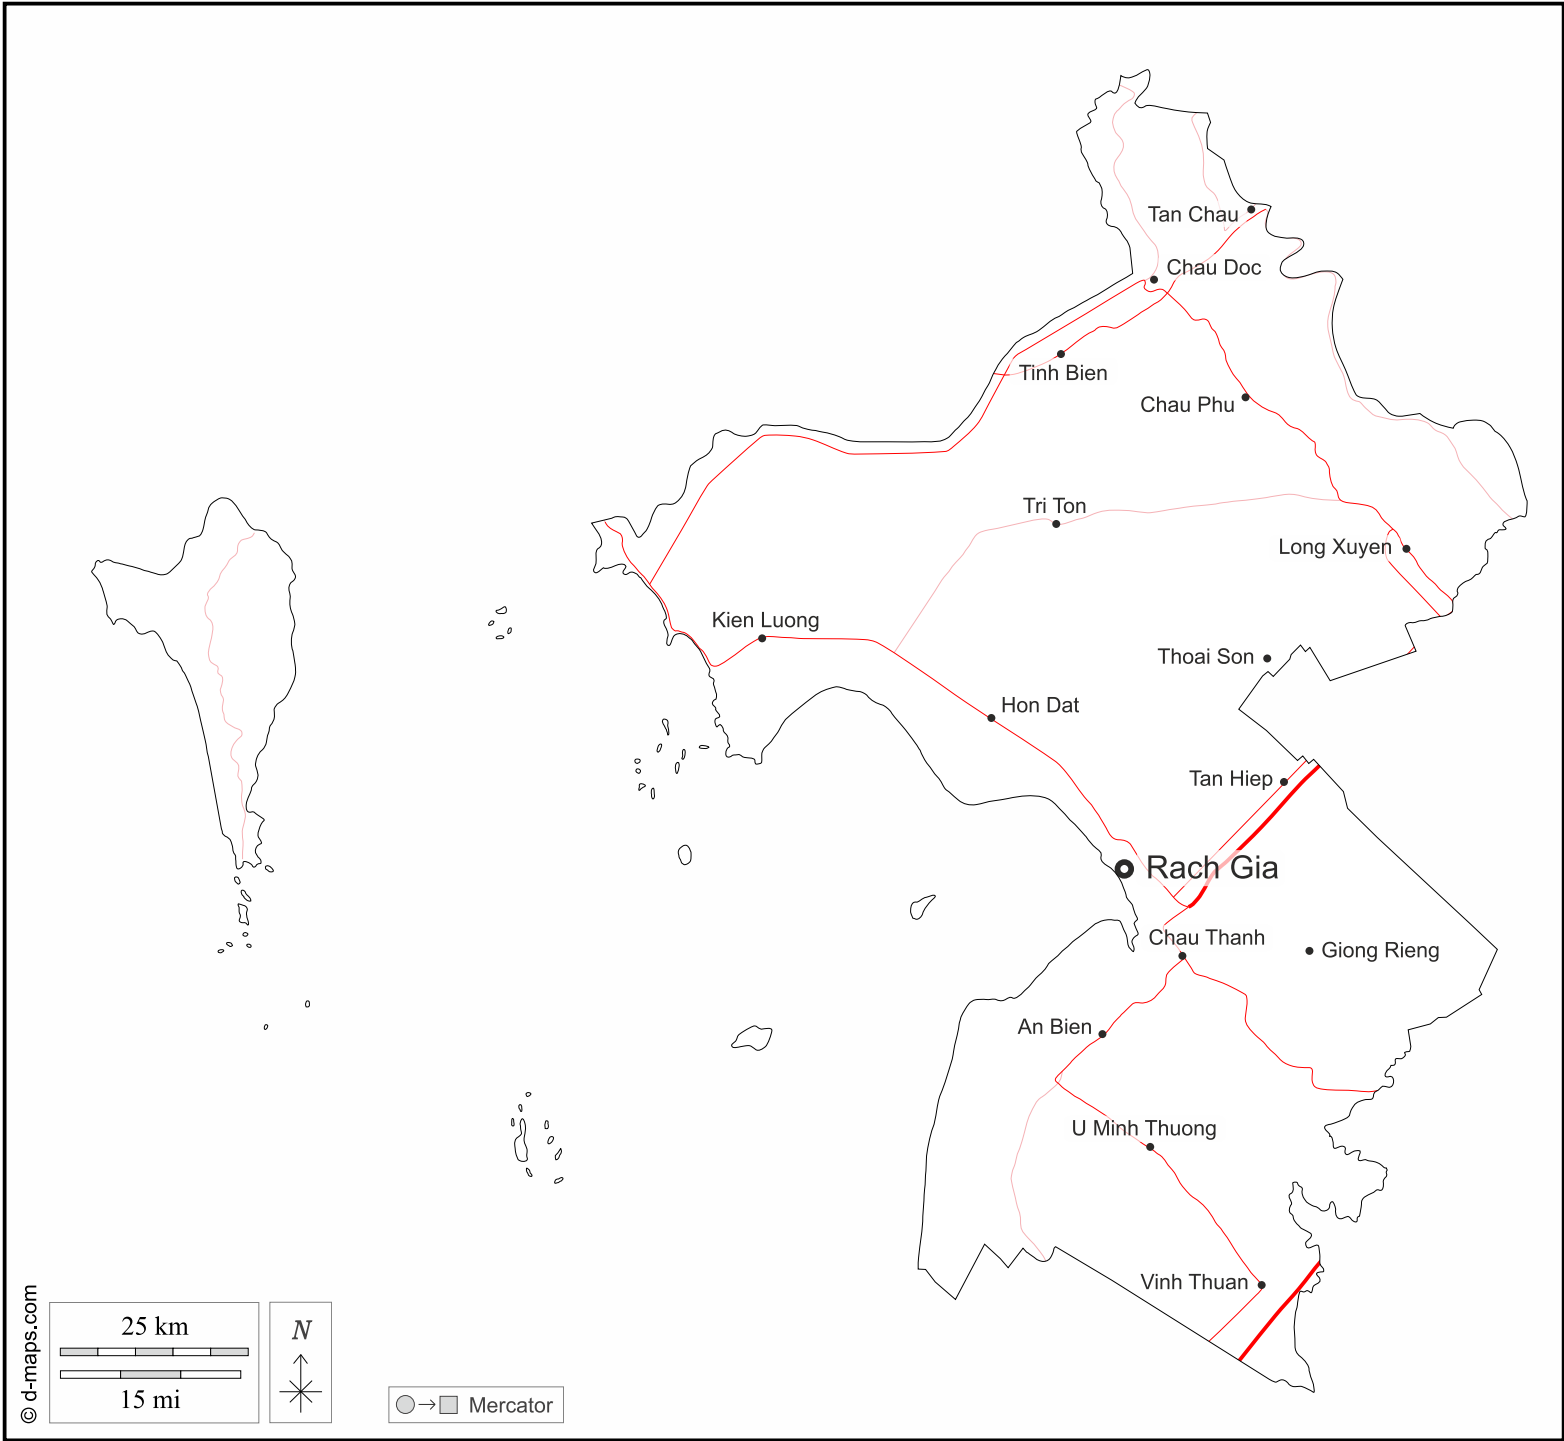 Tan Chau
Chau Doc
Tinh Bien
Chau Phu
Tri Ton
Long Xuyen
Kien Luong
Thoai Son
Hon Dat
Tan Hiep
Rach Gia
Chau Thanh
Giong Rieng
An Bien
U Minh Thuong
Vinh Thuan
© d-maps.com
25 km
15 mi
N
Mercator